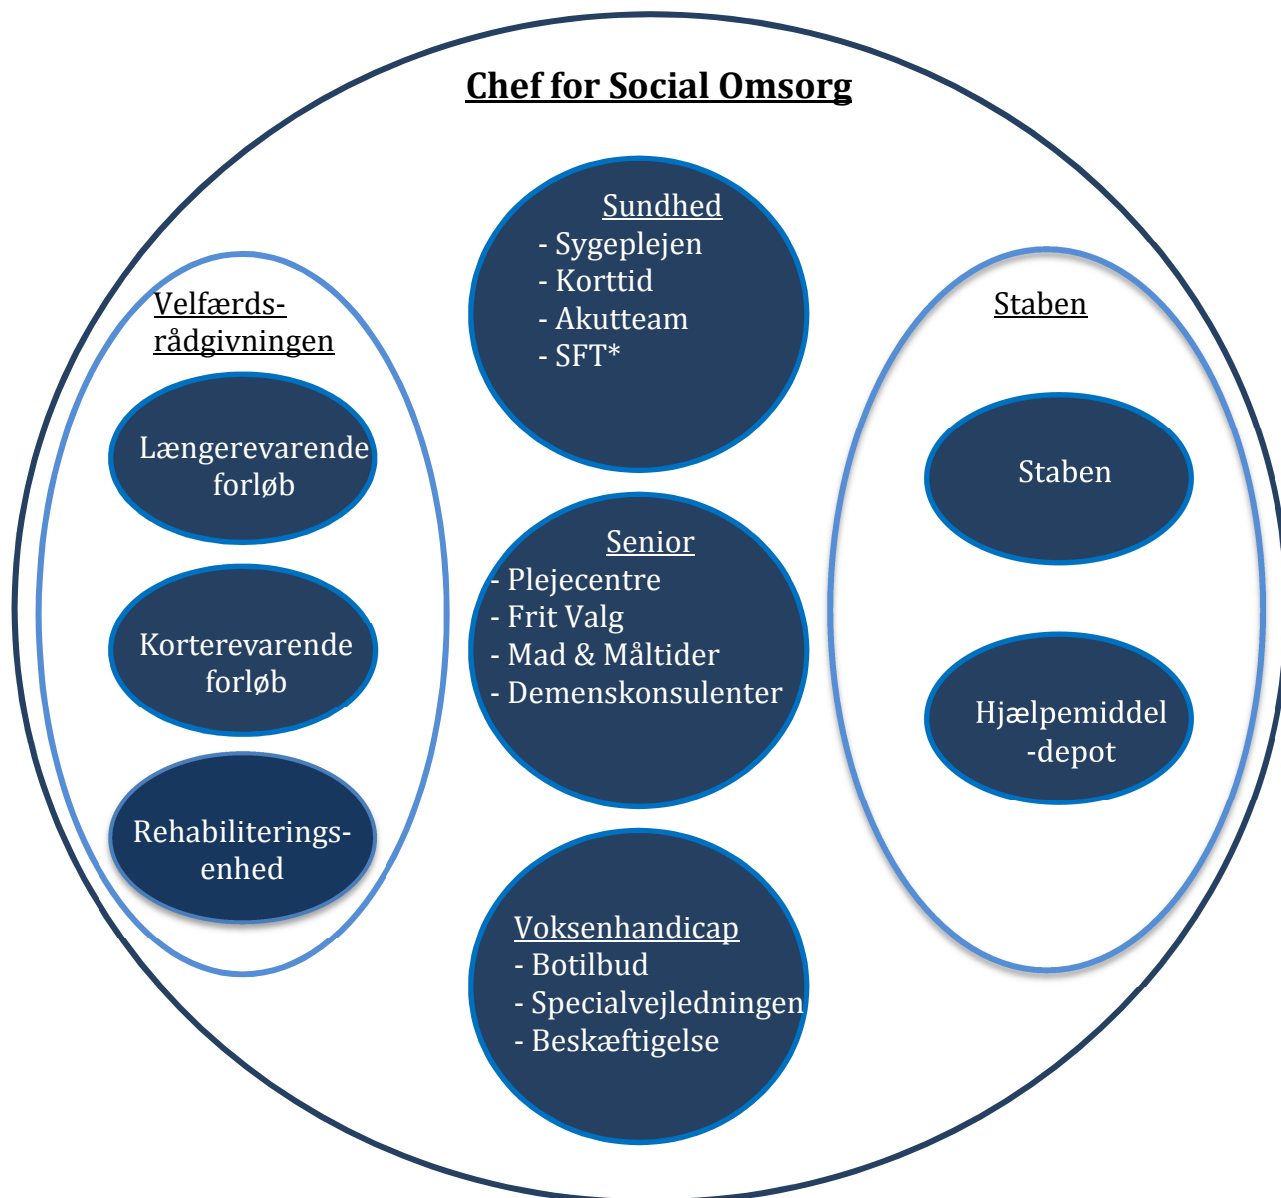 Chef for Social Omsorg
Velfærds-
rådgivningen
Længerevarende
forløb
Korterevarende
forløb
Rehabiliterings-
enhed
Sundhed
- Sygeplejen
- Korttid
- Akutteam
- SFT*
Senior
- Plejecentre
- Frit Valg
- Mad & Måltider
- Demenskonsulenter
Voksenhandicap
- Botilbud
- Specialvejledningen
- Beskæftigelse
Staben
Staben
Hjælpemiddel
-depot